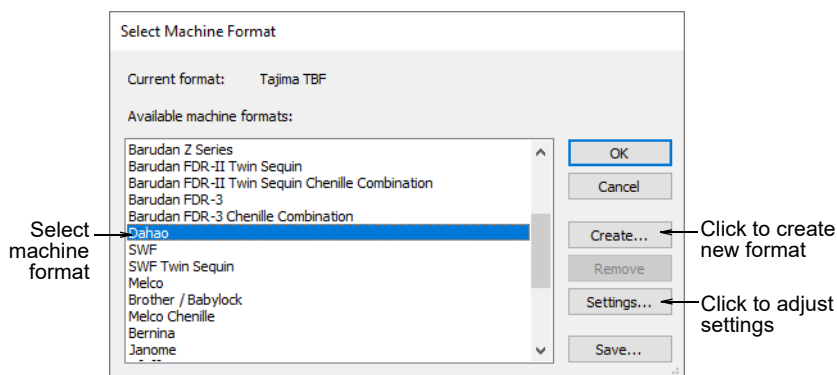 Select Machine Format
Current format: Tajima TBF
Available machine formats:
Barudan Z Series
Barudan FDR-II Twin Sequin
Barudan FDR-II Twin Sequin Chenille Combination
Barudan FDR-3
Barudan FDR-3 Chenille Combination
Dahao
SWF
SWF Twin Sequin
Melco
Brother / Babylock
Melco Chenille
Bernina
Janome
OK
Cancel
Create...
Remove
Settings...
Save...
Select
machine
format
Click to create
new format
Click to adjust
settings